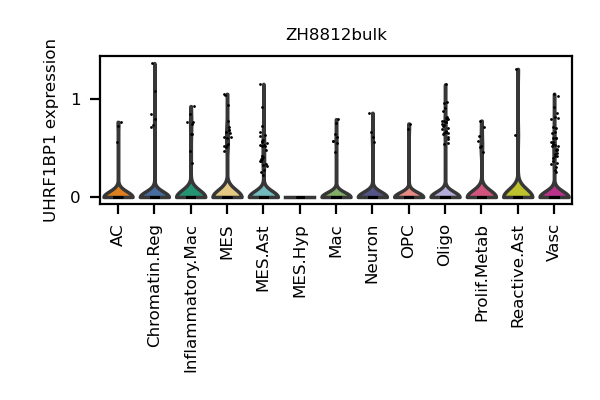 ZH8812bulk
UHRF1BP1 expression
1
0
AC
Chromatin.Reg
Inflammatory.Mac
MES
MES.Ast
MES.Hyp
Mac
Neuron
OPC
Oligo
Prolif.Metab
Reactive.Ast
Vasc